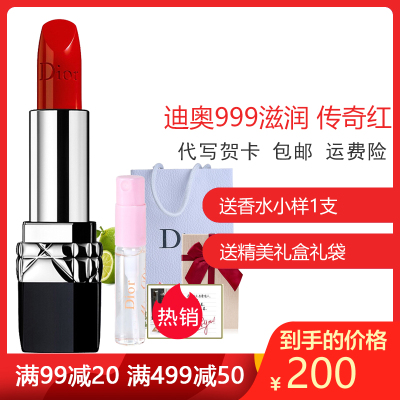 Dior
迪奥999滋润 传奇红
代写贺卡 包邮 运费险
送香水小样1支
送精美礼盒礼袋
D
Dior
热销
到手的价格
满99减20 满499减50
¥200